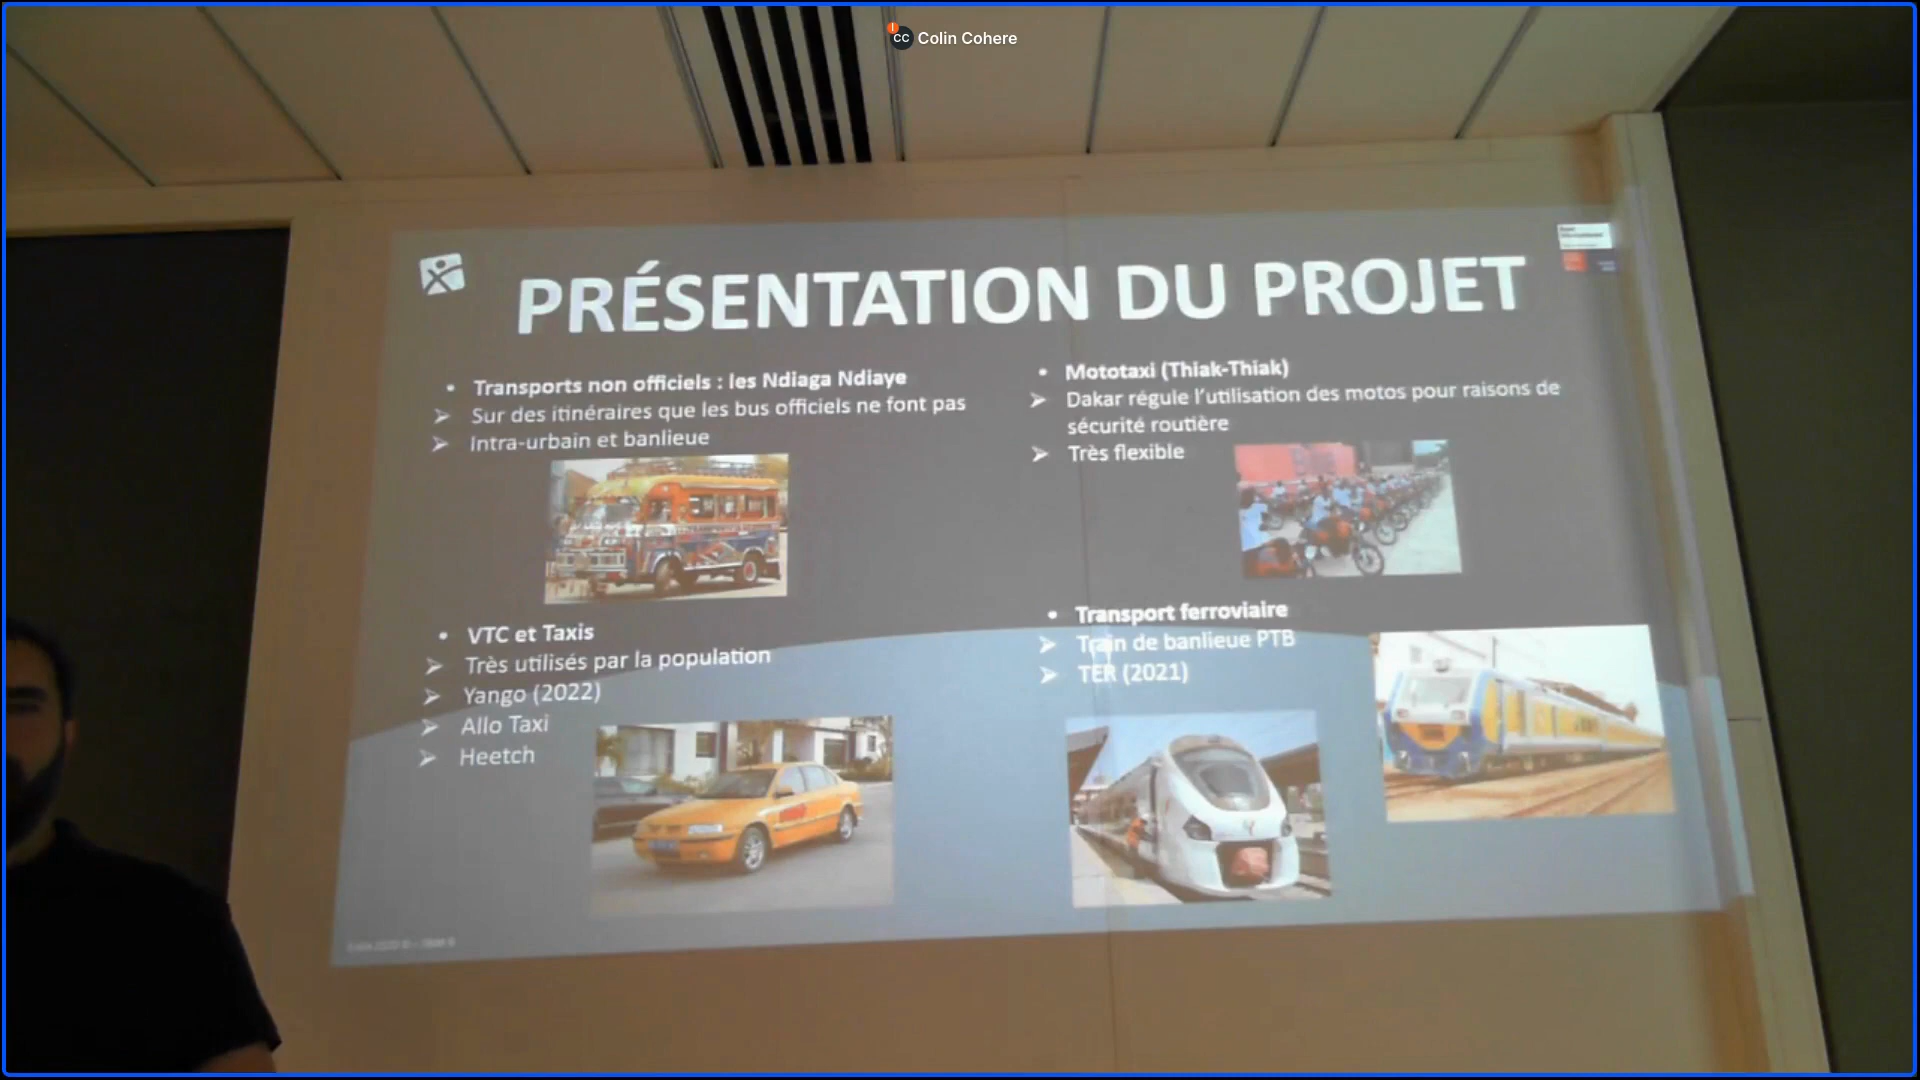 CC Colin Cohere
PRÉSENTATION DU PROJET
• Transports non officiels : les Ndiaga Ndiaye
➢ Sur des itinéraires que les bus officiels ne font pas
➢ Intra-urbain et banlieue
• Mototaxi (Thiak-Thiak)
➢ Dakar régule l'utilisation des motos pour raisons de
sécurité routière
➢ Très flexible
• VTC et Taxis
➢ Très utilisés par la population
➢ Yango (2022)
➢ Allo Taxi
➢ Heetch
• Transport ferroviaire
➢ Train de banlieue PTB
➢ TER (2021)